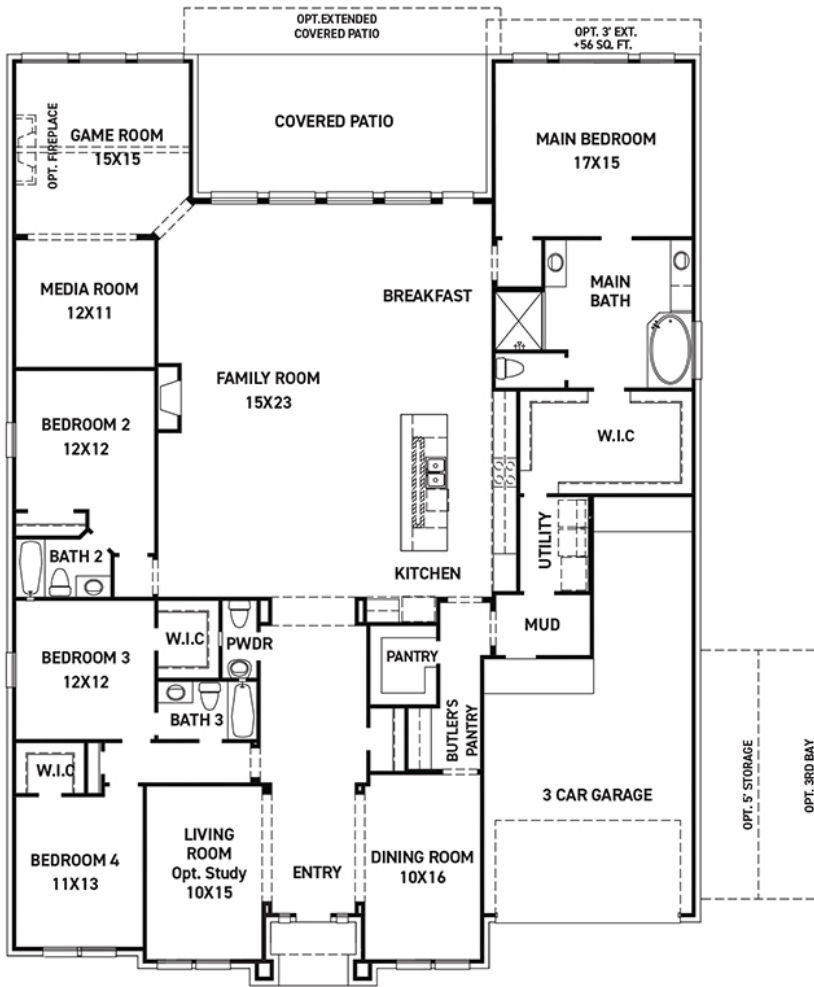 OPT.EXTENDED
COVERED PATIO
OPT. 3' EXT.
+56 SQ. FT.
OPT. FIREPLACE
GAME ROOM
15X15
COVERED PATIO
MAIN BEDROOM
17X15
MEDIA ROOM
12X11
BREAKFAST
MAIN
BATH
FAMILY ROOM
15X23
BEDROOM 2
12X12
W.I.C
UTILITY
BATH 2
KITCHEN
MUD
BEDROOM 3
12X12
W.I.C
PWDR
PANTRY
BATH 3
BUTLER'S
PANTRY
W.I.C
3 CAR GARAGE
OPT. 5' STORAGE
OPT. 3RD BAY
LIVING
ROOM
Opt. Study
10X15
BEDROOM 4
11X13
ENTRY
DINING ROOM
10X16